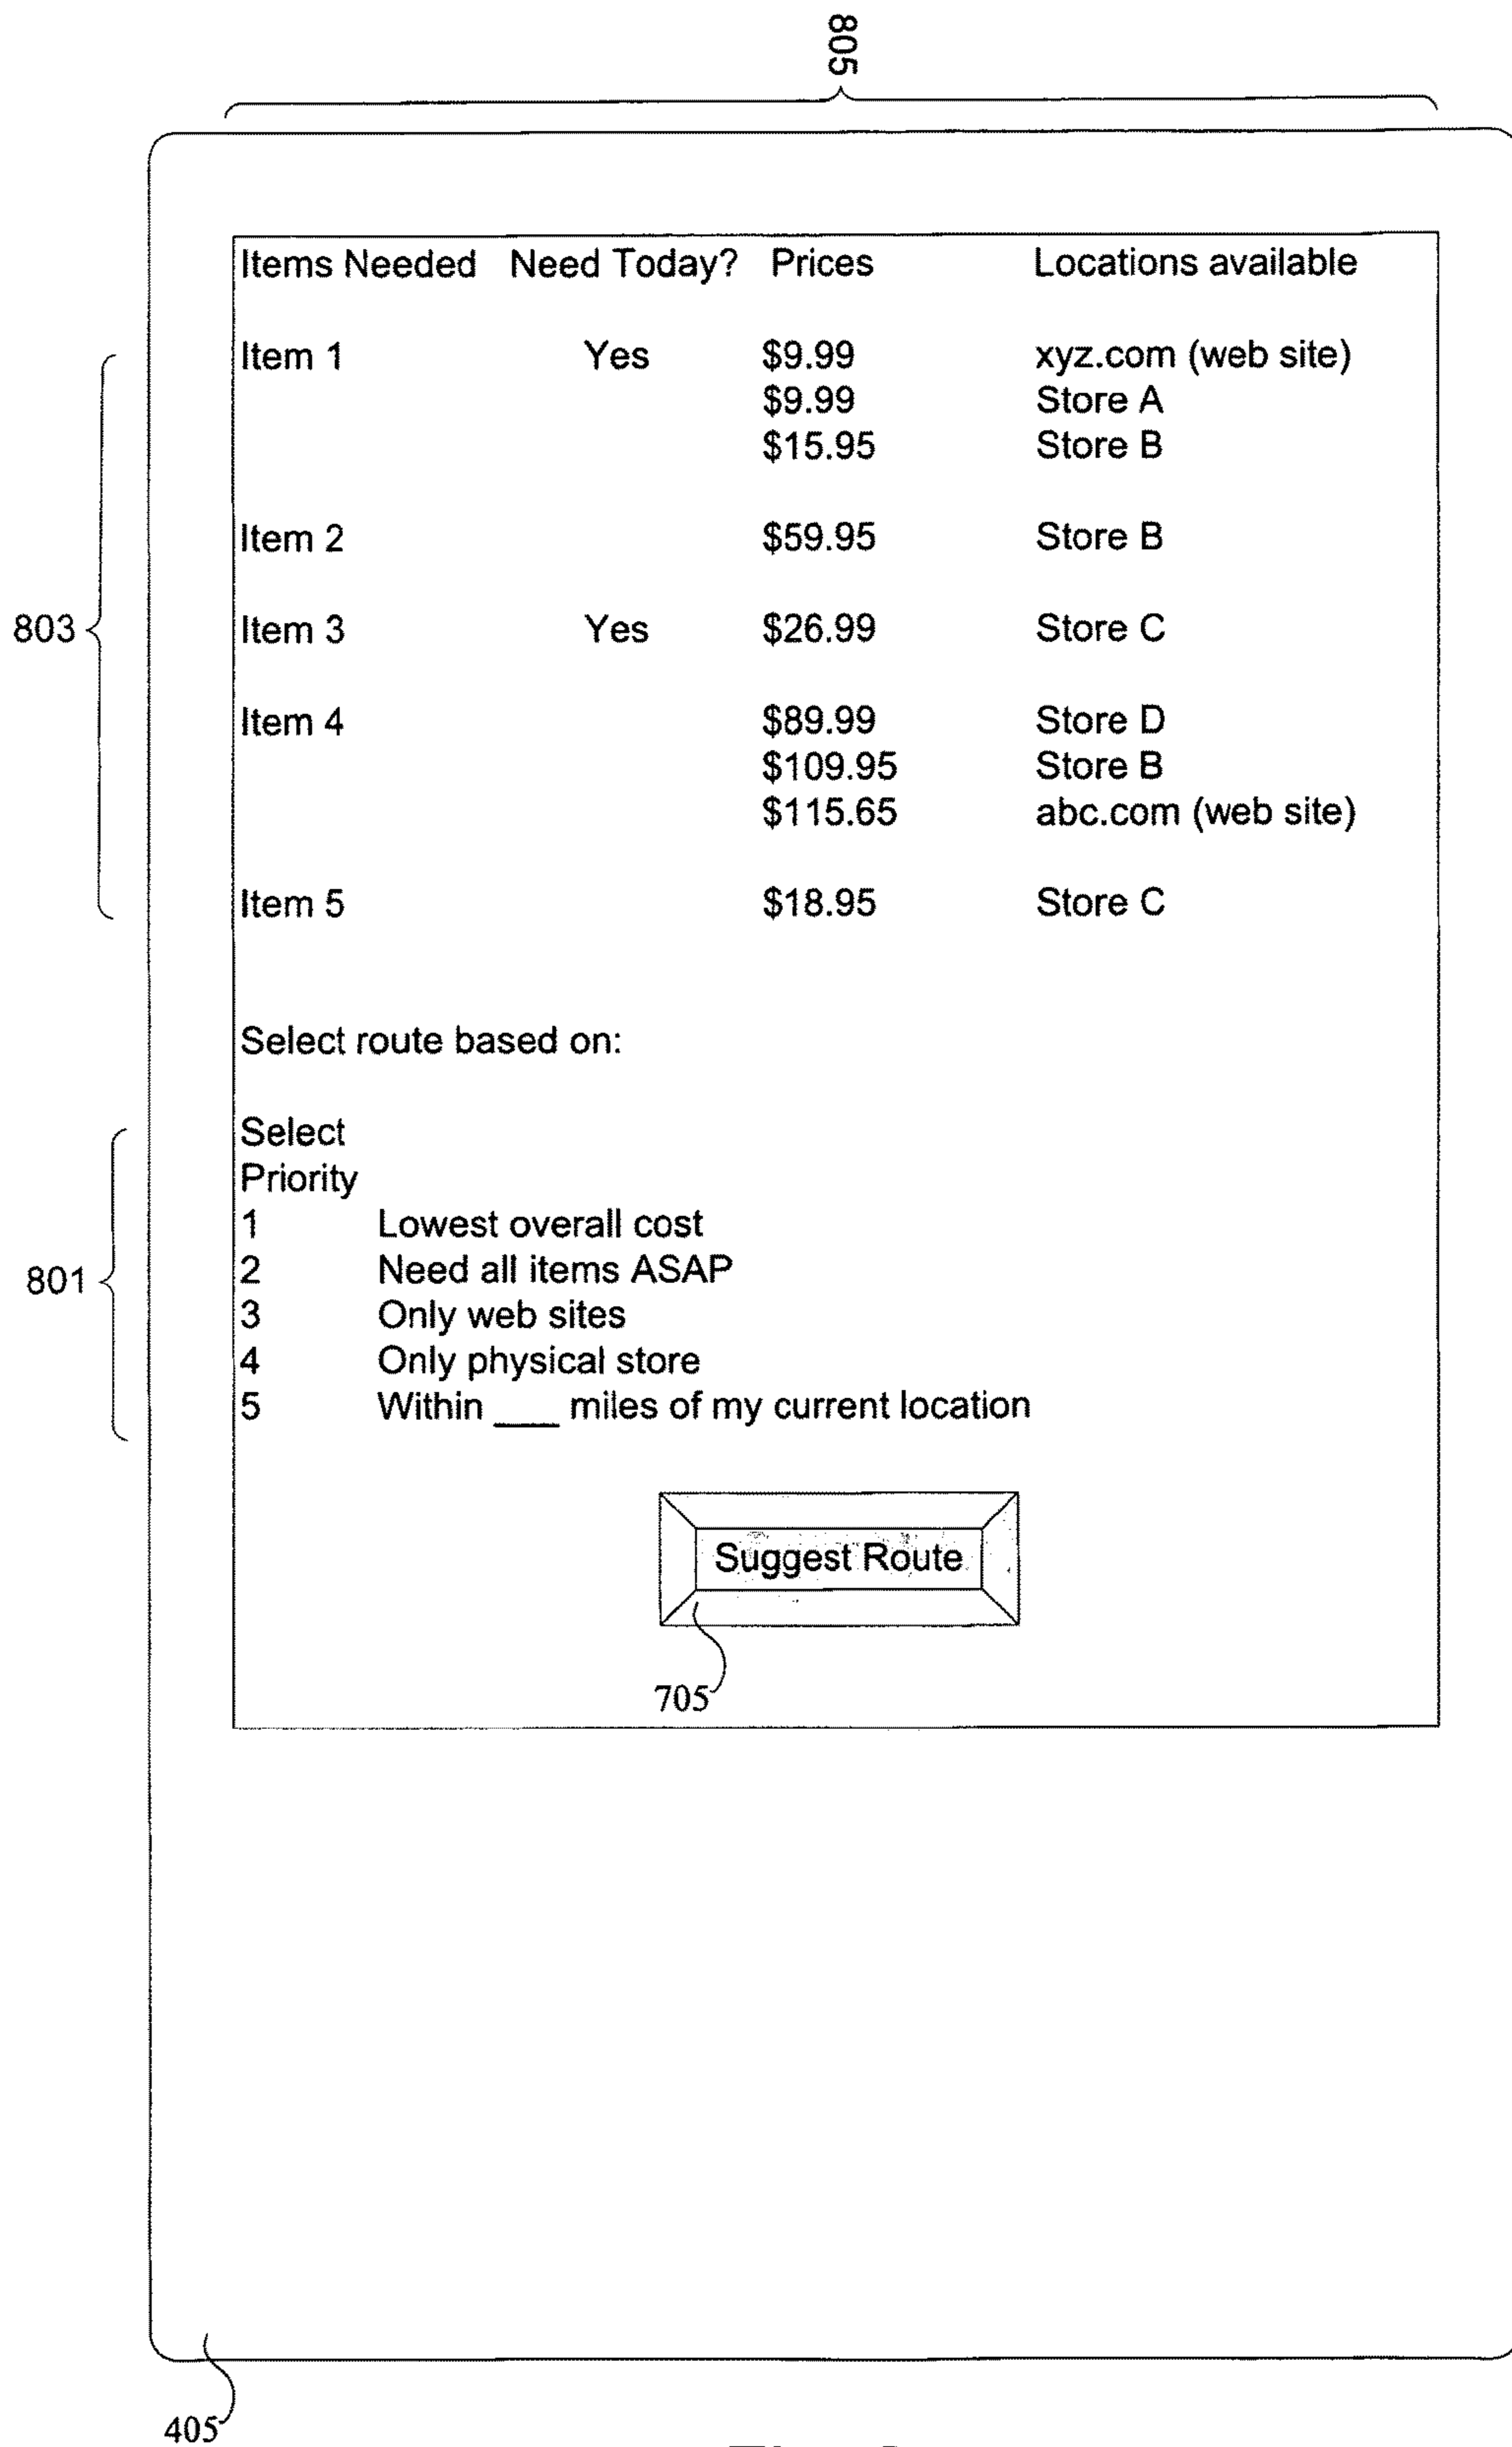 805
Items Needed Need Today? Prices Locations available
Item 1 Yes $9.99 xyz.com (web site)
$9.99 Store A
$15.95 Store B
Item 2 $59.95 Store B
803
Item 3 Yes $26.99 Store C
Item 4 $89.99 Store D
$109.95 Store B
$115.65 abc.com (web site)
Item 5 $18.95 Store C
Select route based on:
Select
Priority
1 Lowest overall cost
801
2 Need all items ASAP
3 Only web sites
4 Only physical store
5 Within ___ miles of my current location
Suggest Route
705
405